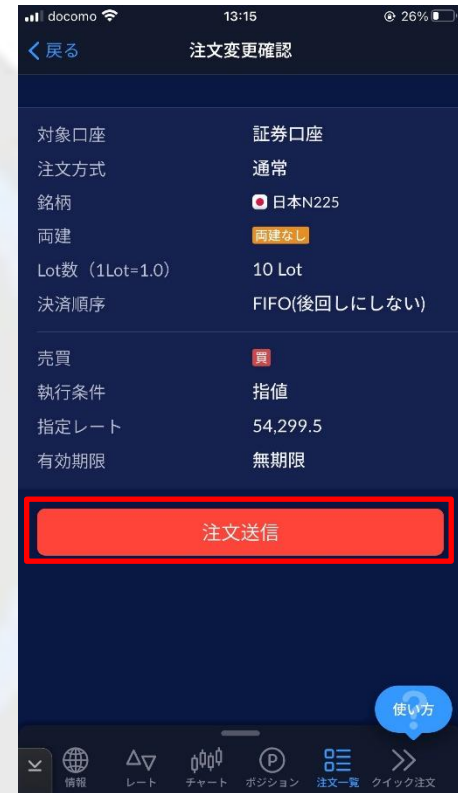 docomo 13:15 26%
戻る 注文変更確認
対象口座 証券口座
注文方式 通常
銘柄 日本N225
両建 両建なし
Lot数（1Lot=1.0） 10 Lot
決済順序 FIFO(後回しにしない)
売買 買
執行条件 指値
指定レート 54,299.5
有効期限 無期限
注文送信
?
使い方
P
情報 レート チャート ポジション 注文一覧 クイック注文